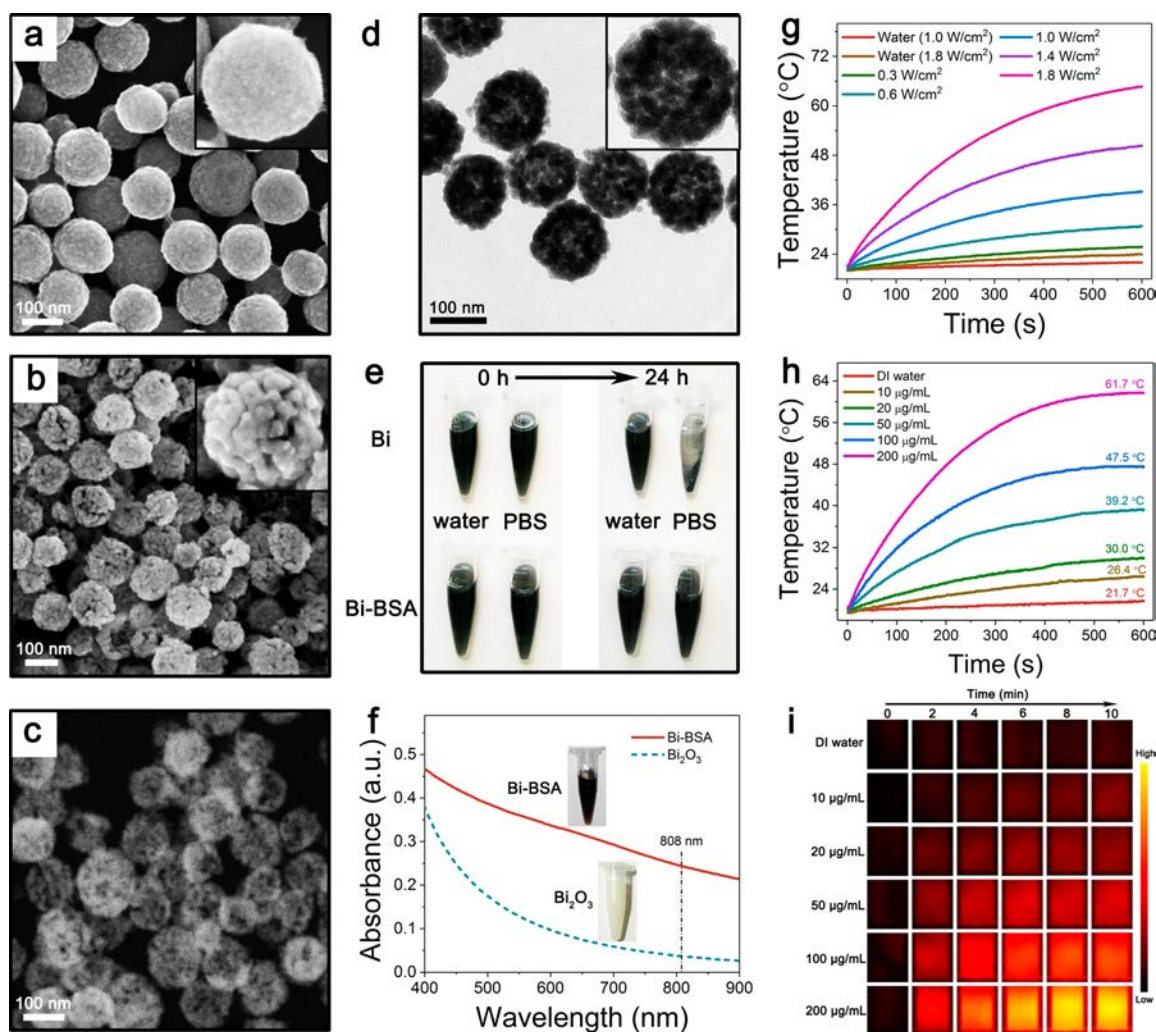 a
100 nm
b
100 nm
c
100 nm
d
100 nm
e
0 h
24 h
Bi
water
PBS
water
PBS
Bi-BSA
f
Absorbance (a.u.)
0.5
0.4
0.3
0.2
0.1
0.0
Bi-BSA
Bi₂O₃
Bi-BSA
808 nm
Bi₂O₃
400
500
600
700
800
900
Wavelength (nm)
g
Temperature (°C)
72
60
48
36
24
Water (1.0 W/cm²)
Water (1.8 W/cm²)
0.3 W/cm²
0.6 W/cm²
1.0 W/cm²
1.4 W/cm²
1.8 W/cm²
0
100
200
300
400
500
600
Time (s)
h
Temperature (°C)
64
56
48
40
32
24
DI water
10 μg/mL
20 μg/mL
50 μg/mL
100 μg/mL
200 μg/mL
61.7 °C
47.5 °C
39.2 °C
30.0 °C
26.4 °C
21.7 °C
0
100
200
300
400
500
600
Time (s)
i
Time (min)
0
2
4
6
8
10
DI water
10 μg/mL
20 μg/mL
50 μg/mL
100 μg/mL
200 μg/mL
High
Low